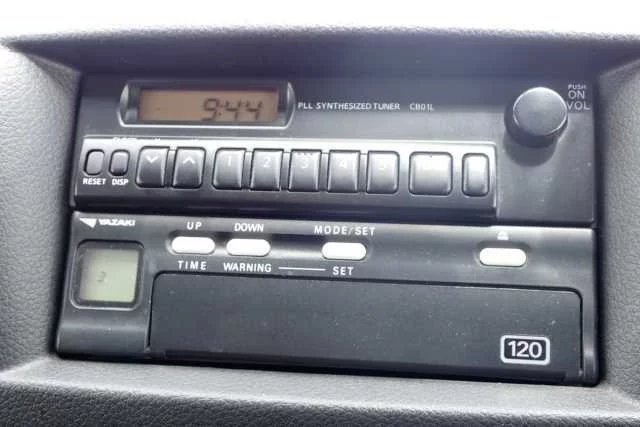 9:44
PLL SYNTHESIZED TUNER CB01L
PUSH
ON
VOL
1 2 3 4 5
RESET DISP
YAZAKI
UP DOWN MODE/SET
TIME WARNING SET
2
120